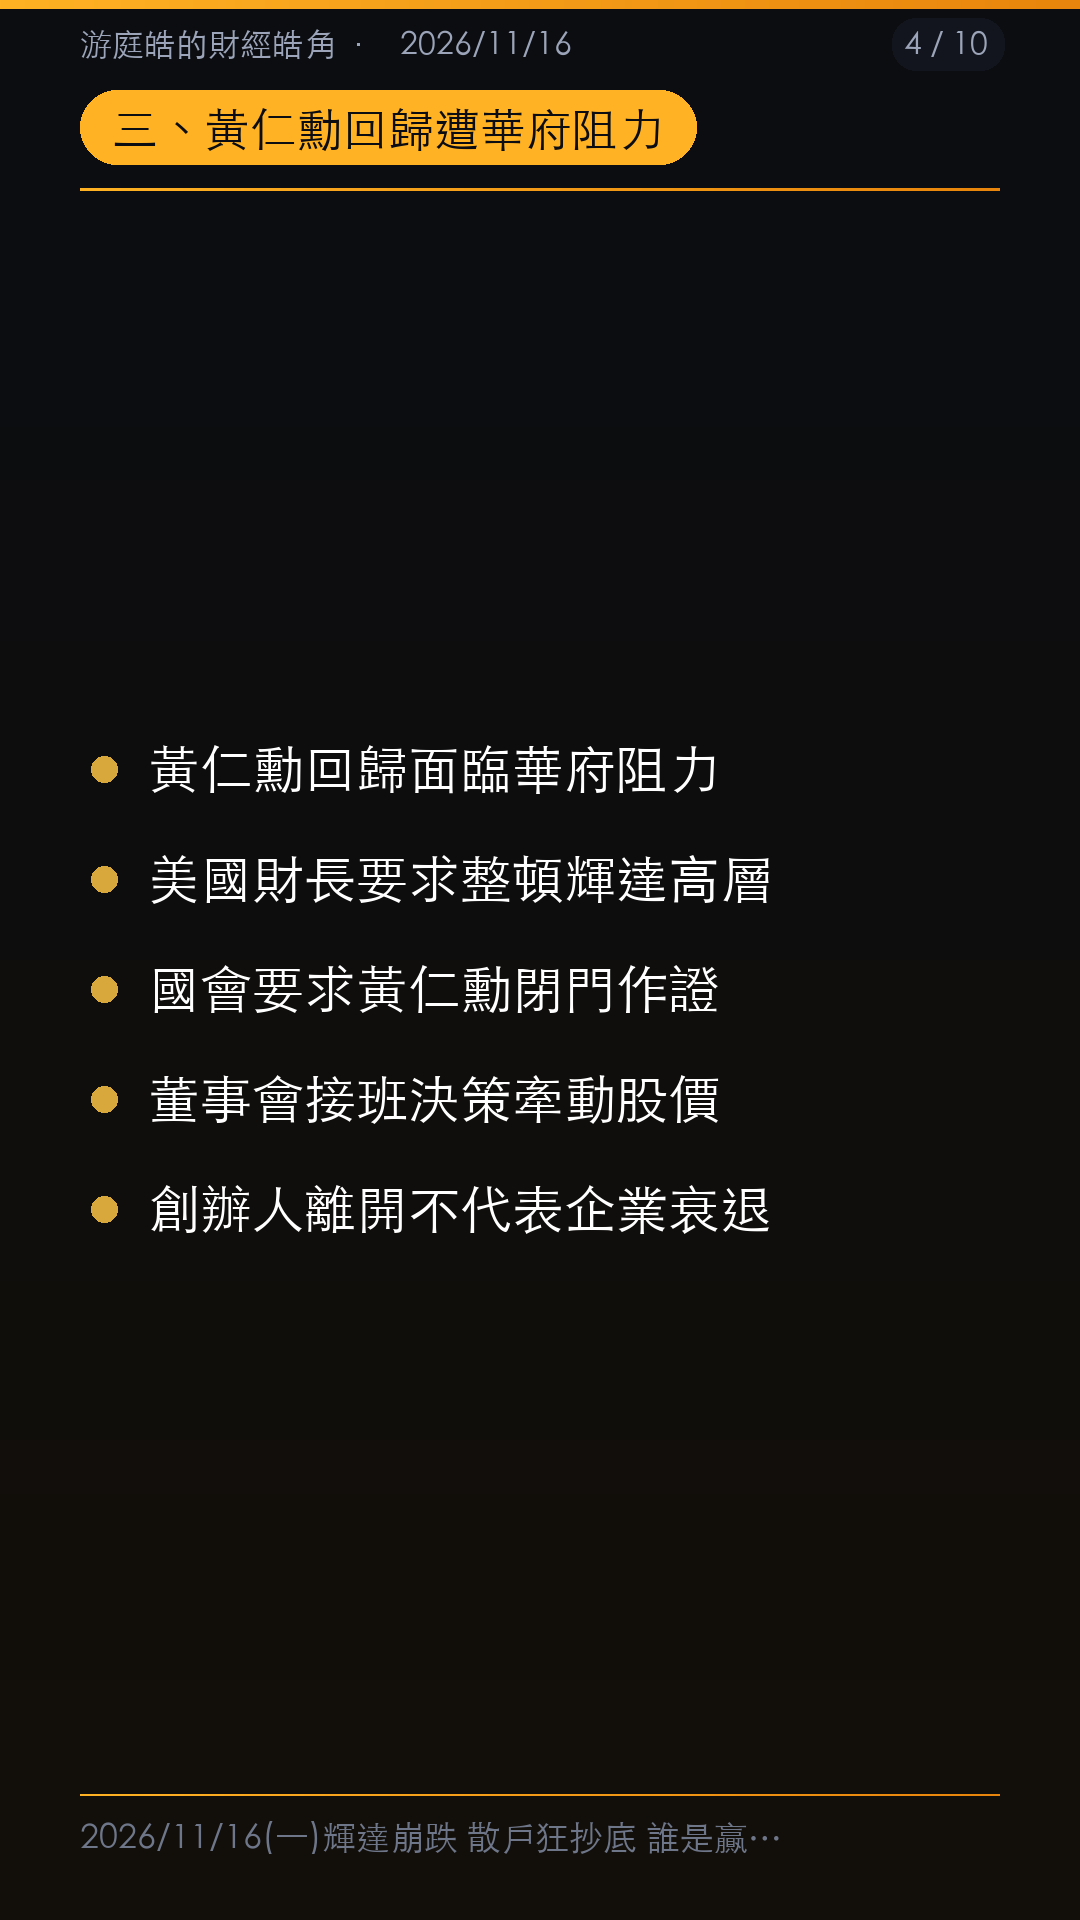 游庭皓的財經皓角 · 2026/11/16
4 / 10
三、黃仁勳回歸遭華府阻力
黃仁勳回歸面臨華府阻力
美國財長要求整頓輝達高層
國會要求黃仁勳閉門作證
董事會接班決策牽動股價
創辦人離開不代表企業衰退
2026/11/16(一)輝達崩跌 散戶狂抄底 誰是贏⋯